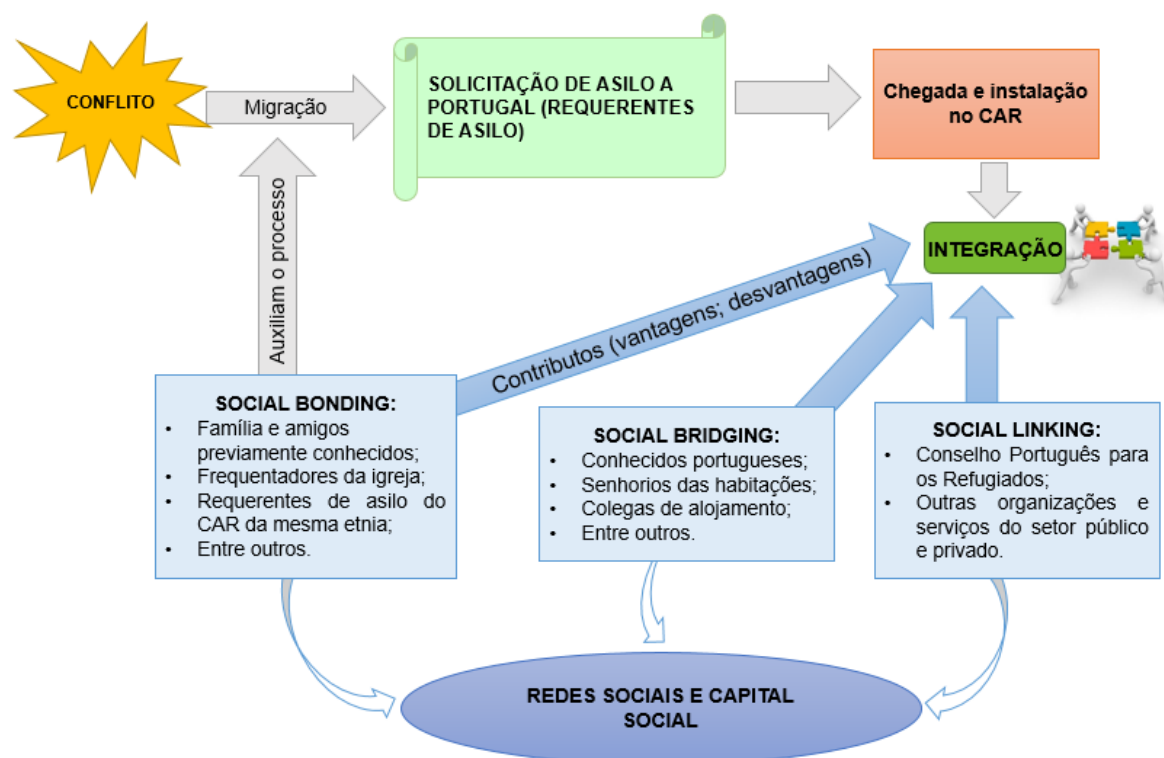 CONFLITO
Migração
SOLICITAÇÃO DE ASILO A
PORTUGAL (REQUERENTES
DE ASILO)
Chegada e instalação
no CAR
INTEGRAÇÃO
Auxiliam o processo
Contributos (vantagens; desvantagens)
SOCIAL BONDING:
• Família e amigos
previamente conhecidos;
• Frequentadores da igreja;
• Requerentes de asilo do
CAR da mesma etnia;
• Entre outros.
SOCIAL BRIDGING:
• Conhecidos portugueses;
• Senhorios das habitações;
• Colegas de alojamento;
• Entre outros.
SOCIAL LINKING:
• Conselho Português para
os Refugiados;
• Outras organizações e
serviços do setor público
e privado.
REDES SOCIAIS E CAPITAL
SOCIAL